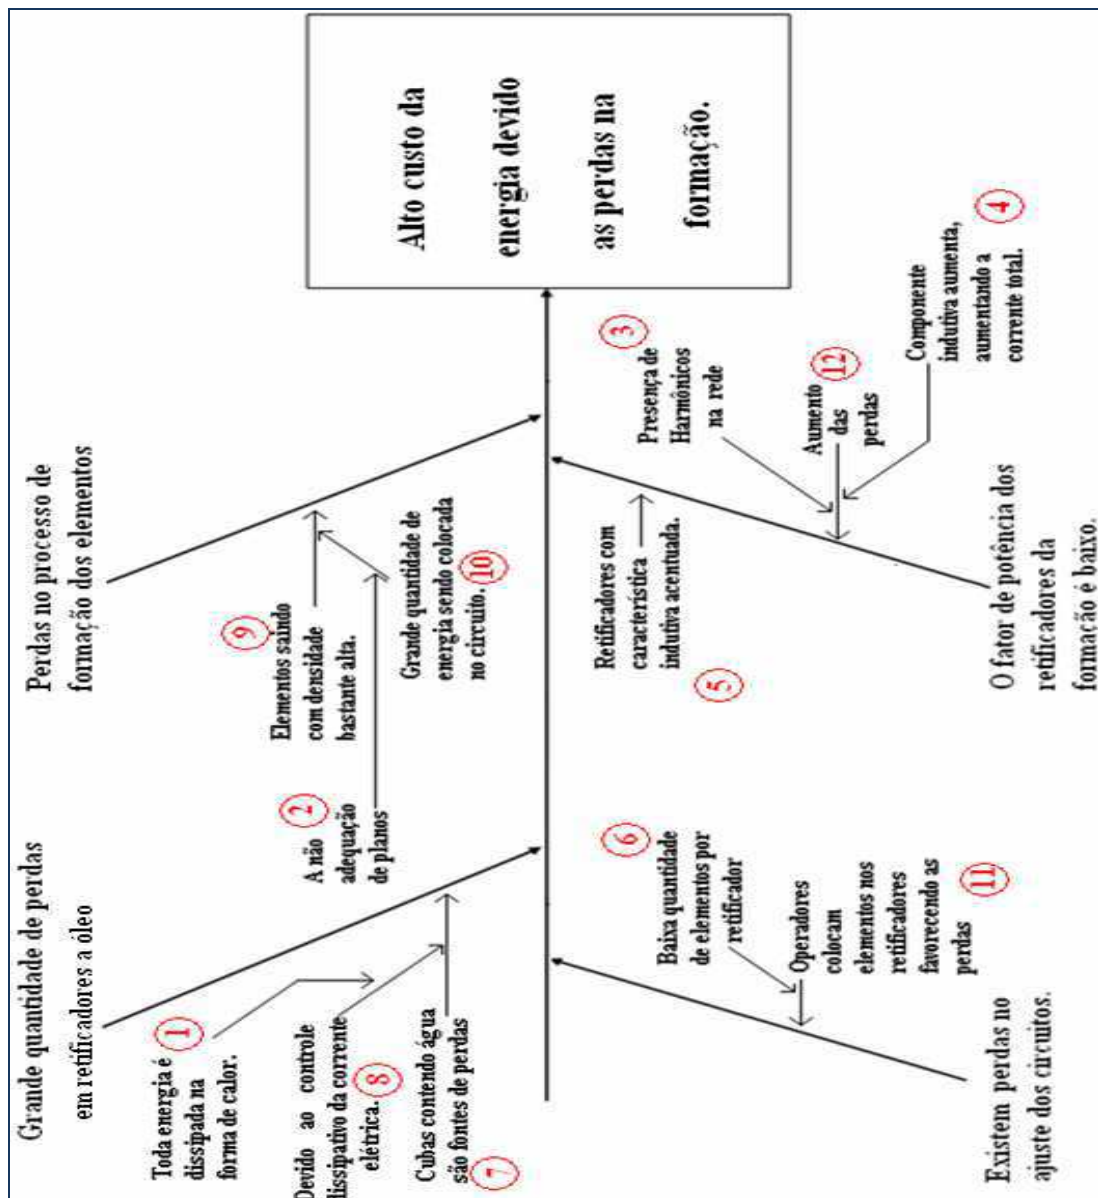 Grande quantidade de perdas
em retificadores a óleo
Perdas no processo de
formação dos elementos
Toda energia é
dissipada na
forma de calor.
1
Devido ao controle
dissipativo da corrente
elétrica.
8
Cubas contendo água
são fontes de perdas
7
A não
adequação
de planos
2
Elementos saindo
com densidade
bastante alta.
9
Grande quantidade de
energia sendo colocada
no circuito.
10
Alto custo da
energia devido
as perdas na
formação.
Baixa quantidade
de elementos por
retificador
6
Operadores
colocam
elementos nos
retificadores
favorecendo as
perdas
11
Retificadores com
característica
indutiva acentuada.
5
Presença de
Harmônicos
na rede
3
Aumento
das
perdas
12
Componente
indutiva aumenta,
aumentando a
corrente total.
4
Existem perdas no
ajuste dos circuitos.
O fator de potência dos
retificadores da
formação é baixo.